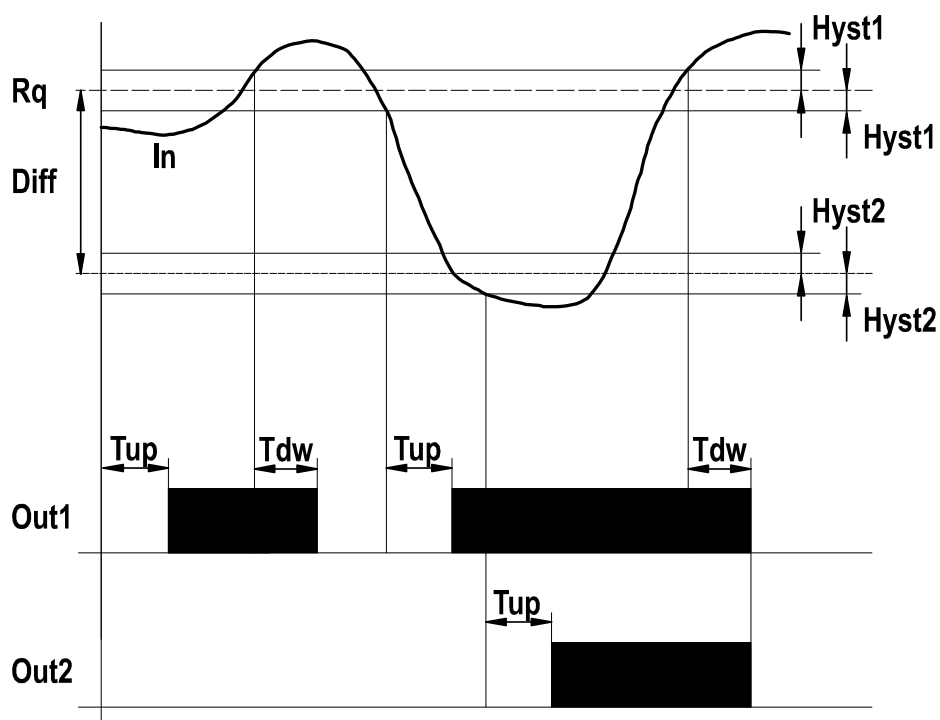 Hyst1
Rq
Hyst1
In
Diff
Hyst2
Hyst2
Tup
Tdw
Tup
Tdw
Out1
Tup
Out2